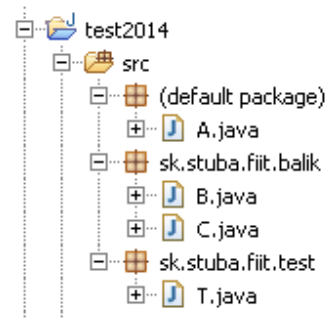 test2014
src
(default package)
A.java
sk.stuba.fiit.balik
B.java
C.java
sk.stuba.fiit.test
T.java